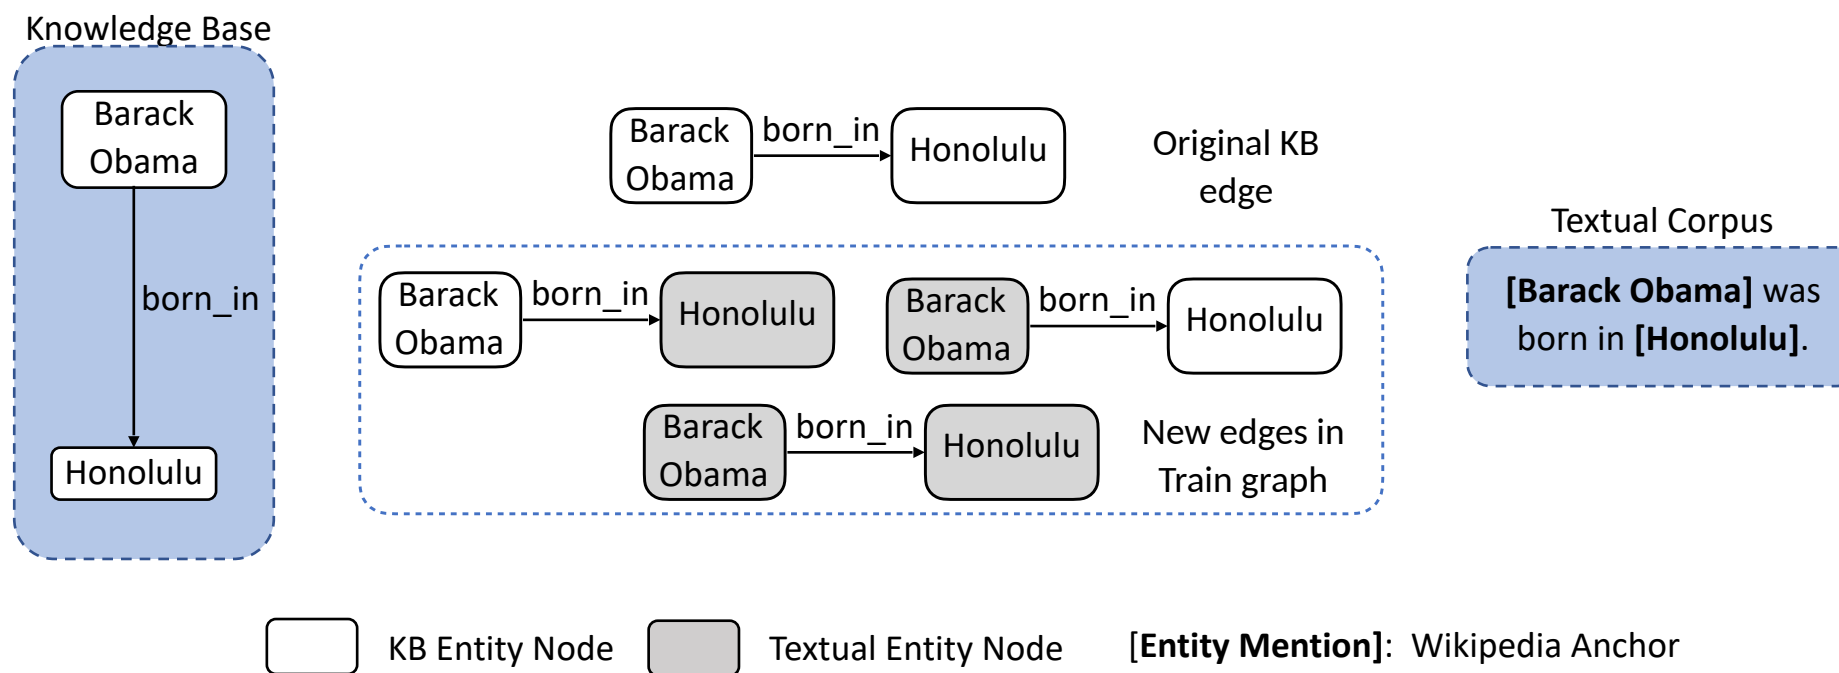 Knowledge Base
Barack
Obama
born_in
Honolulu
Barack
Obama
born_in
Honolulu
Original KB
edge
Barack
Obama
born_in
Honolulu
Barack
Obama
born_in
Honolulu
Barack
Obama
born_in
Honolulu
New edges in
Train graph
Textual Corpus
[Barack Obama] was
born in [Honolulu].
KB Entity Node
Textual Entity Node
[Entity Mention]: Wikipedia Anchor